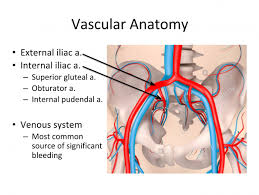 Vascular Anatomy
• External iliac a.
• Internal iliac a.
– Superior gluteal a.
– Obturator a.
– Internal pudendal a.
• Venous system
– Most common
source of significant
bleeding